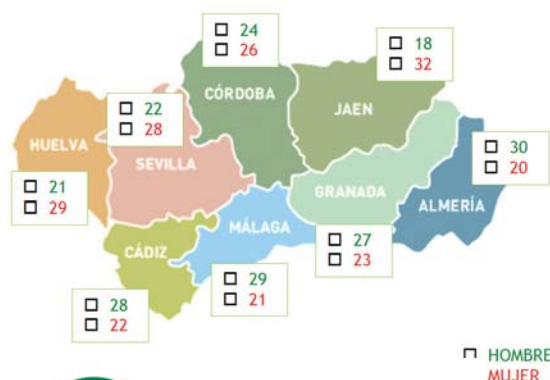 24
26
CÓRDOBA
18
32
JAEN
22
28
SEVILLA
HUELVA
21
29
30
20
ALMERÍA
GRANADA
27
23
MÁLAGA
29
21
CÁDIZ
28
22
HOMBRE
MUJER